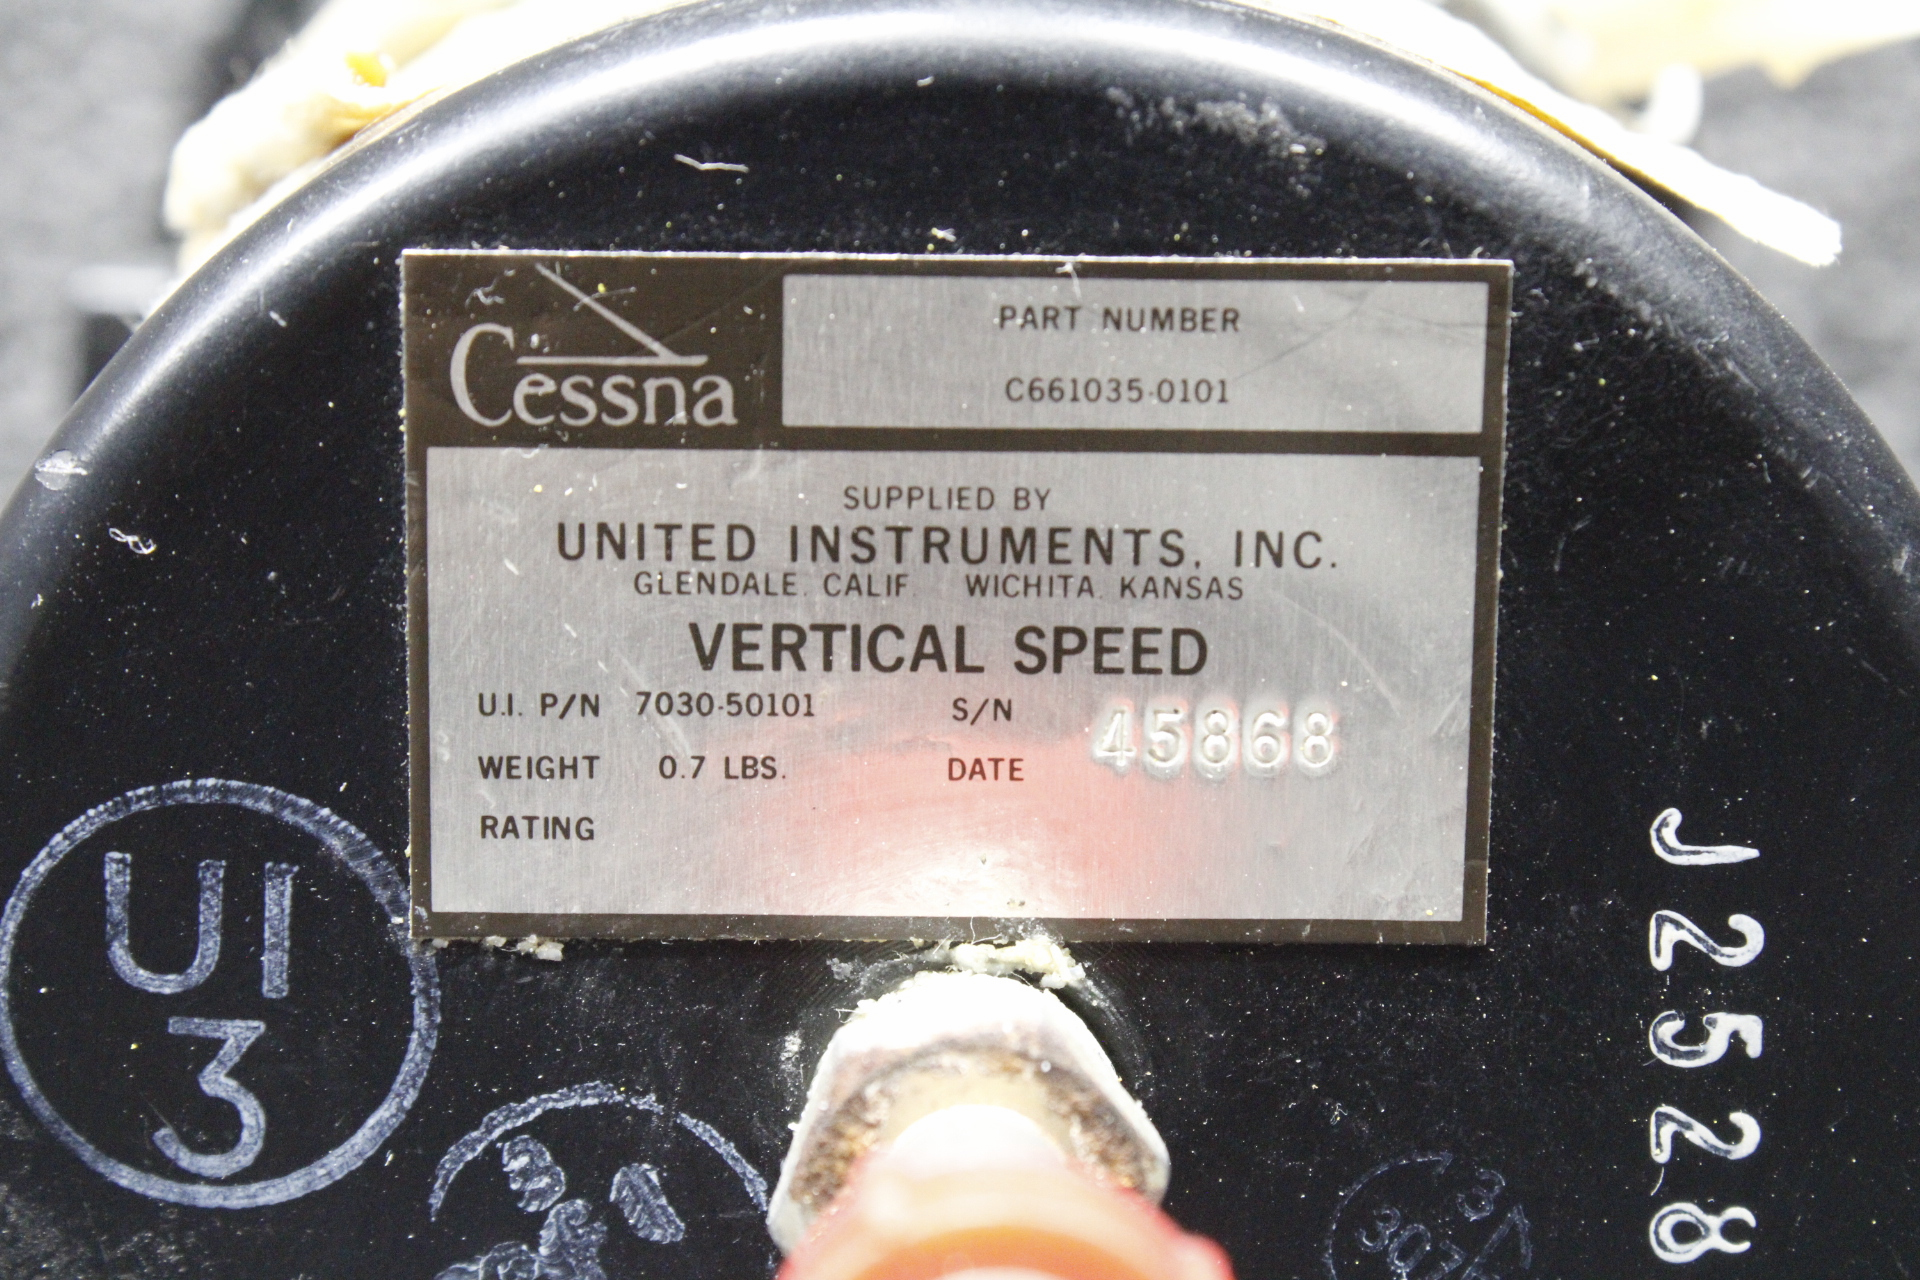 Cessna
PART NUMBER
C661035-0101
SUPPLIED BY
UNITED INSTRUMENTS, INC.
GLENDALE, CALIF. WICHITA, KANSAS
VERTICAL SPEED
U.I. P/N 7030-50101 S/N 45868
WEIGHT 0.7 LBS. DATE
RATING
UI
3
J2528